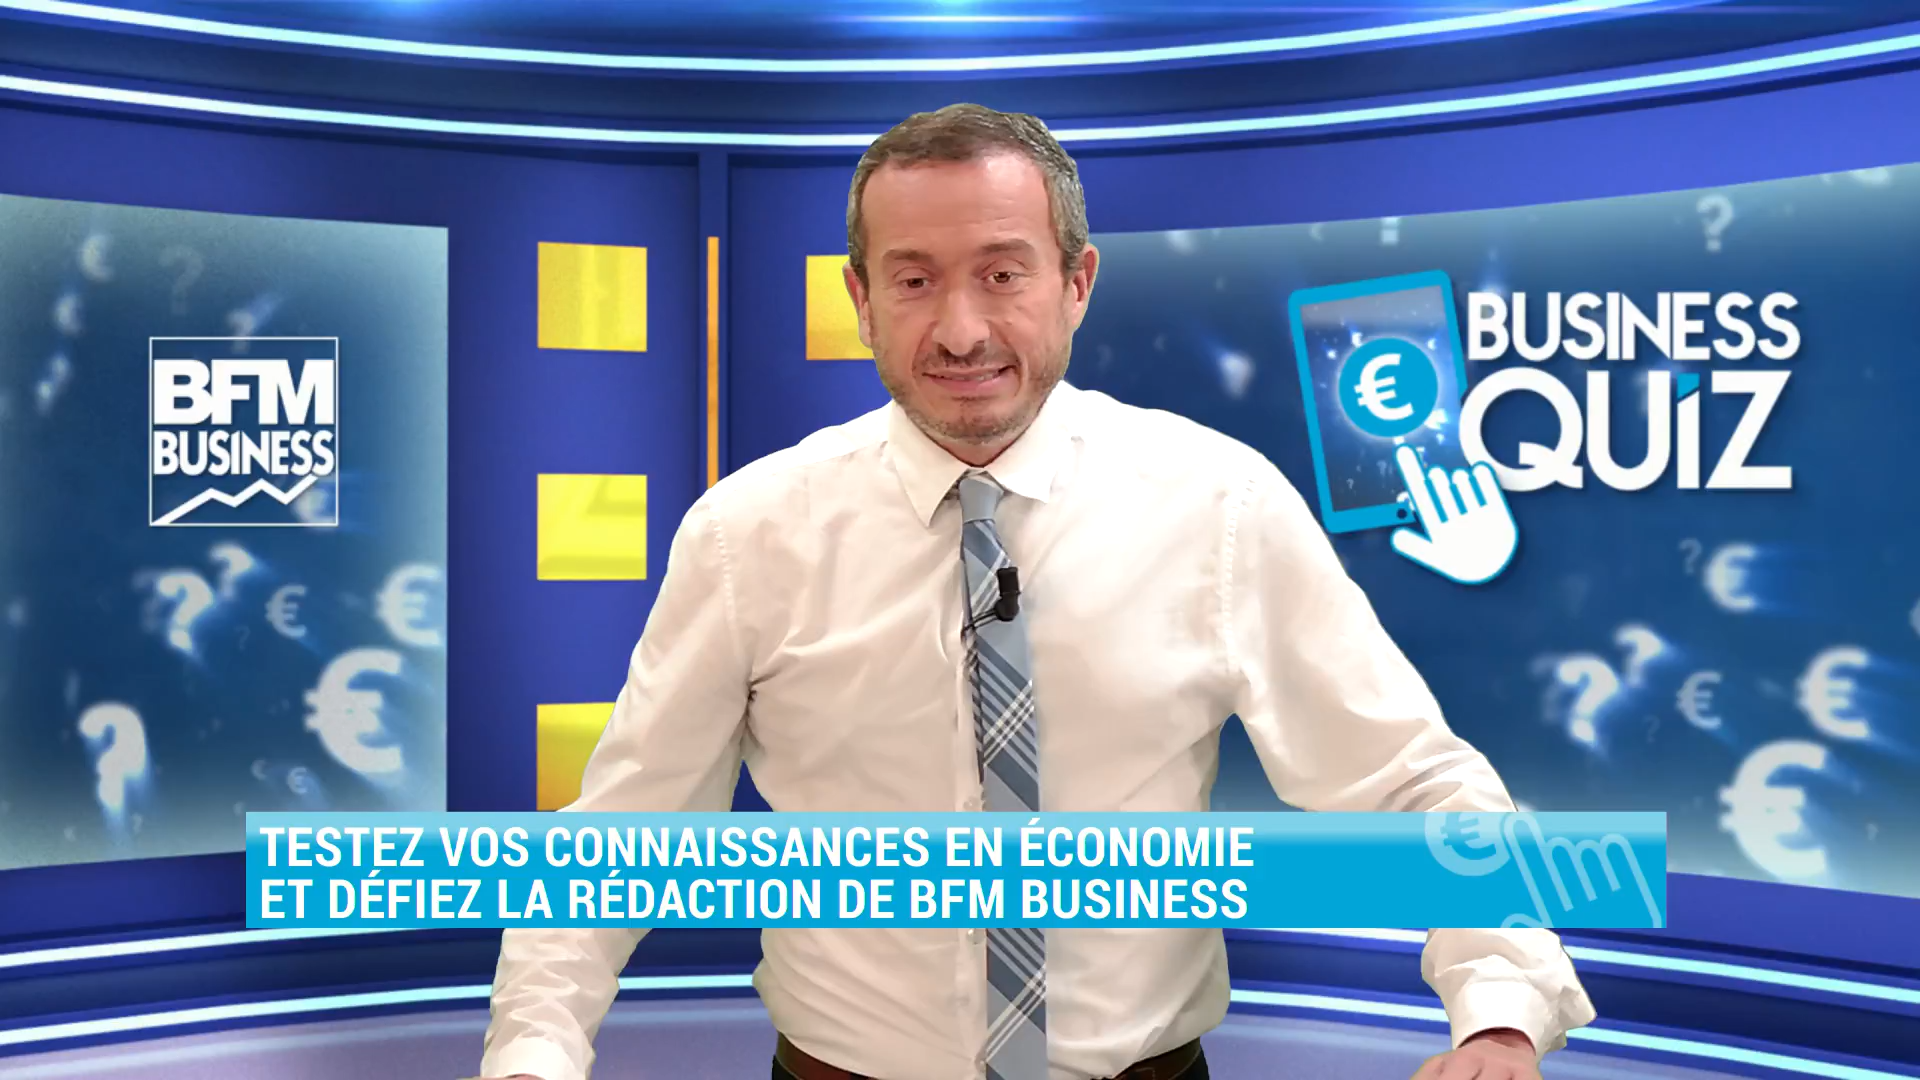 BFM
BUSINESS
BUSINESS
QUIZ
TESTEZ VOS CONNAISSANCES EN ÉCONOMIE
ET DÉFIEZ LA RÉDACTION DE BFM BUSINESS